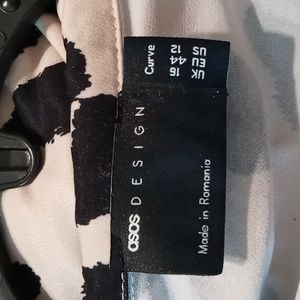 UK 16
EU 44
US 12
Curve
asos DESIGN
Made in Romania